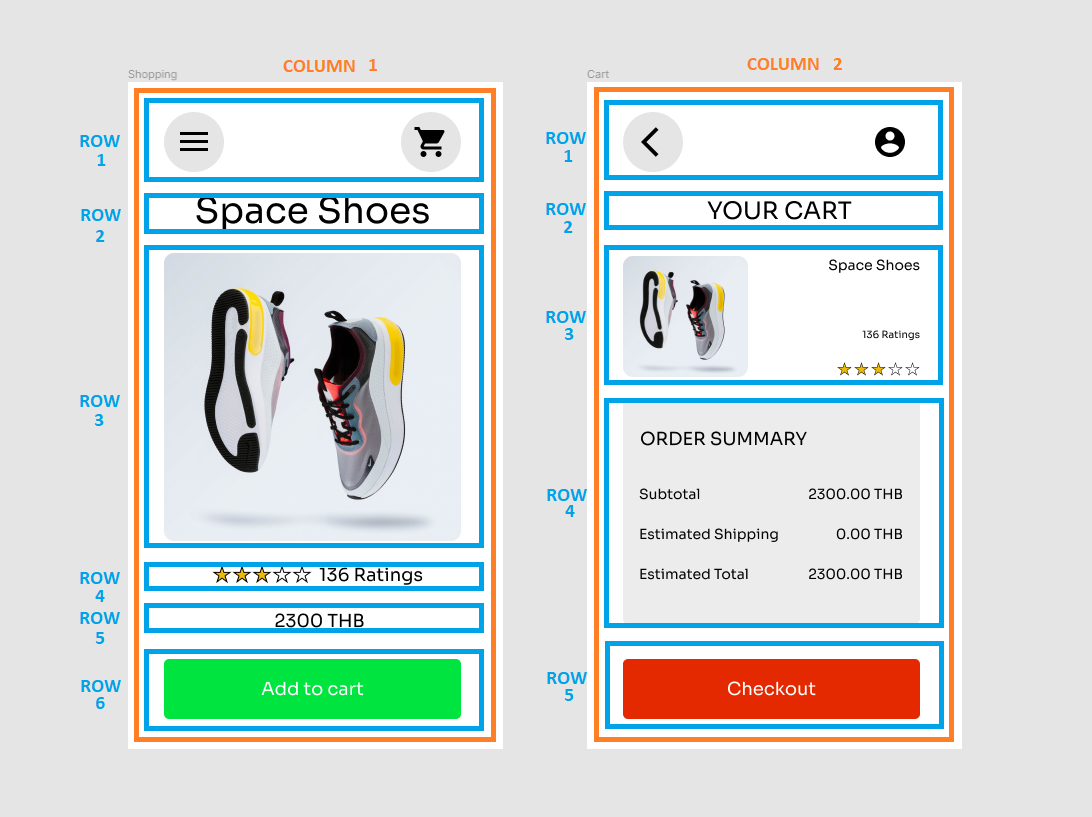 COLUMN 1
Shopping
ROW
1
ROW
2
Space Shoes
ROW
3
ROW
4
136 Ratings
ROW
5
2300 THB
ROW
6
Add to cart
COLUMN 2
Cart
ROW
1
ROW
2
YOUR CART
ROW
3
Space Shoes
136 Ratings
ROW
4
ORDER SUMMARY
Subtotal 2300.00 THB
Estimated Shipping 0.00 THB
Estimated Total 2300.00 THB
ROW
5
Checkout